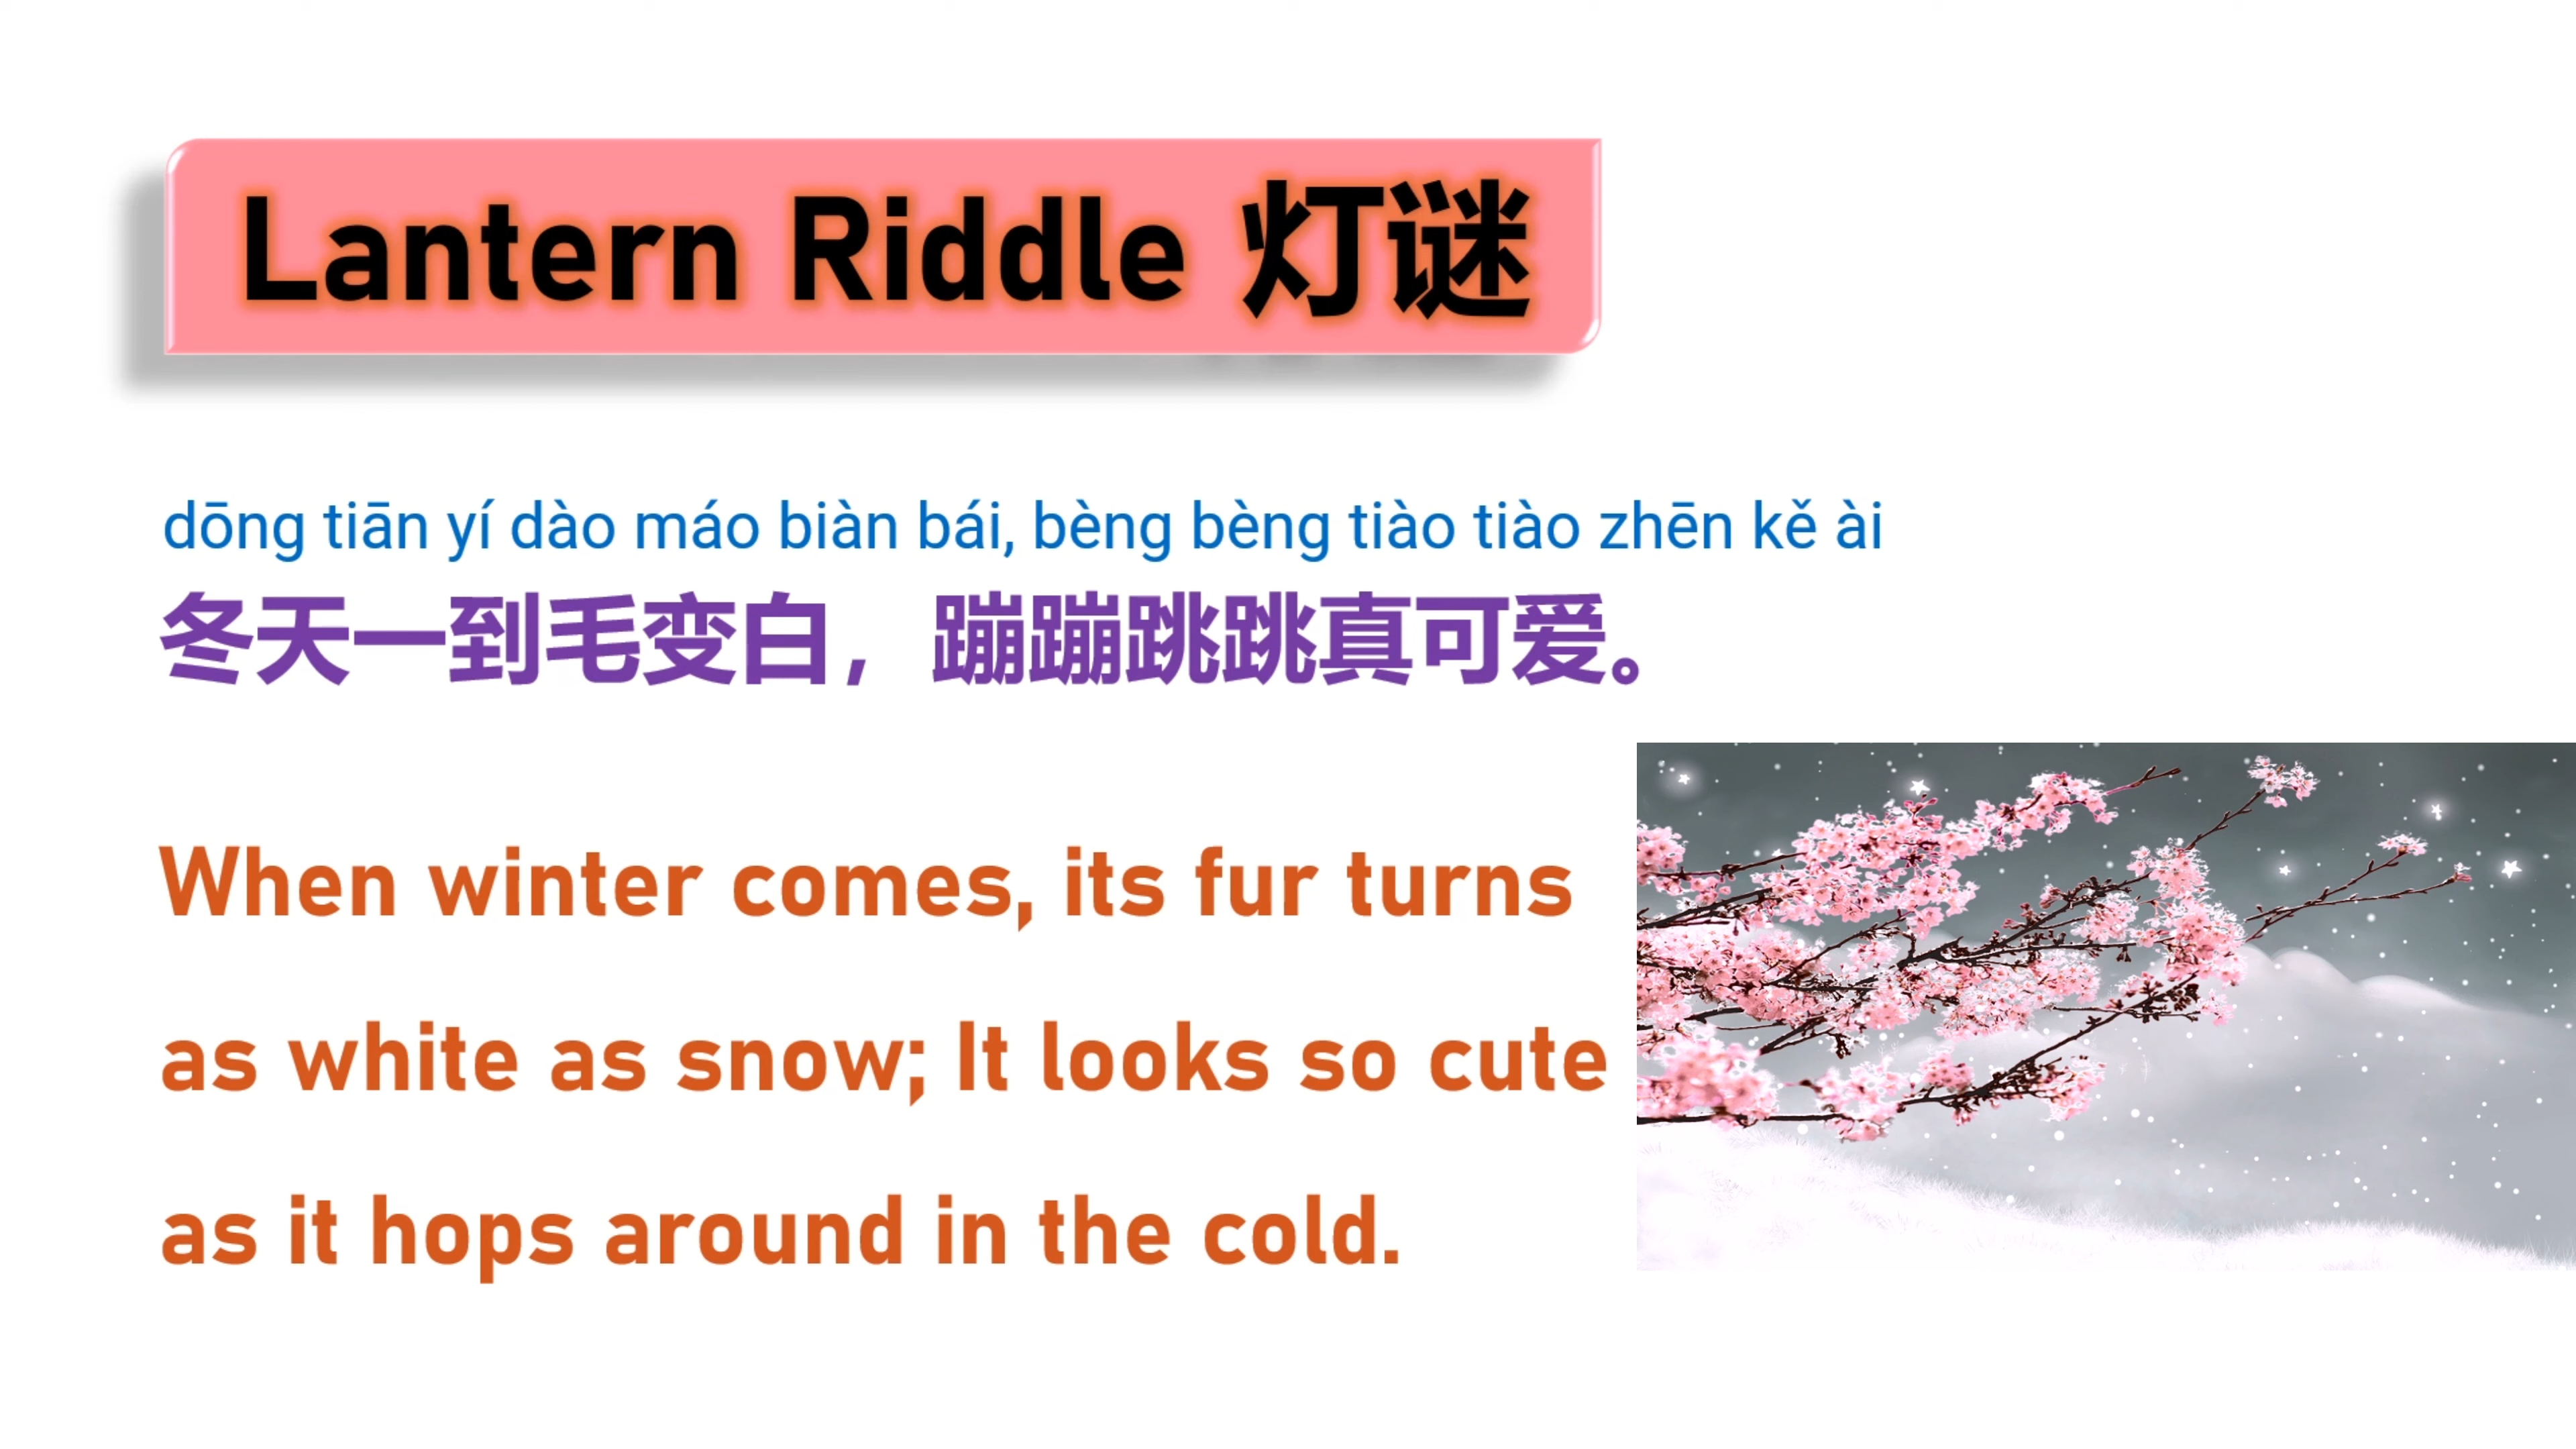 Lantern Riddle 灯谜
dōng tiān yí dào máo biàn bái, bèng bèng tiào tiào zhēn kě ài
冬天一到毛变白，蹦蹦跳跳真可爱。
When winter comes, its fur turns
as white as snow; It looks so cute
as it hops around in the cold.